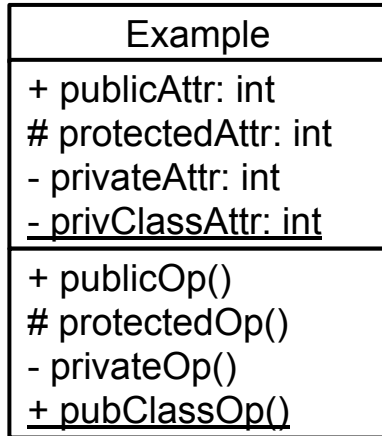 Example
+ publicAttr: int
# protectedAttr: int
- privateAttr: int
- privClassAttr: int
+ publicOp()
# protectedOp()
- privateOp()
+ pubClassOp()